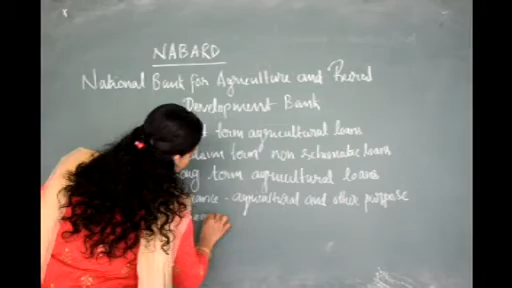 NABARD
National Bank for Agriculture and Rural
Development Bank
term agricultural loans
term non schematic loans
term agricultural loans
agricultural and other purpose